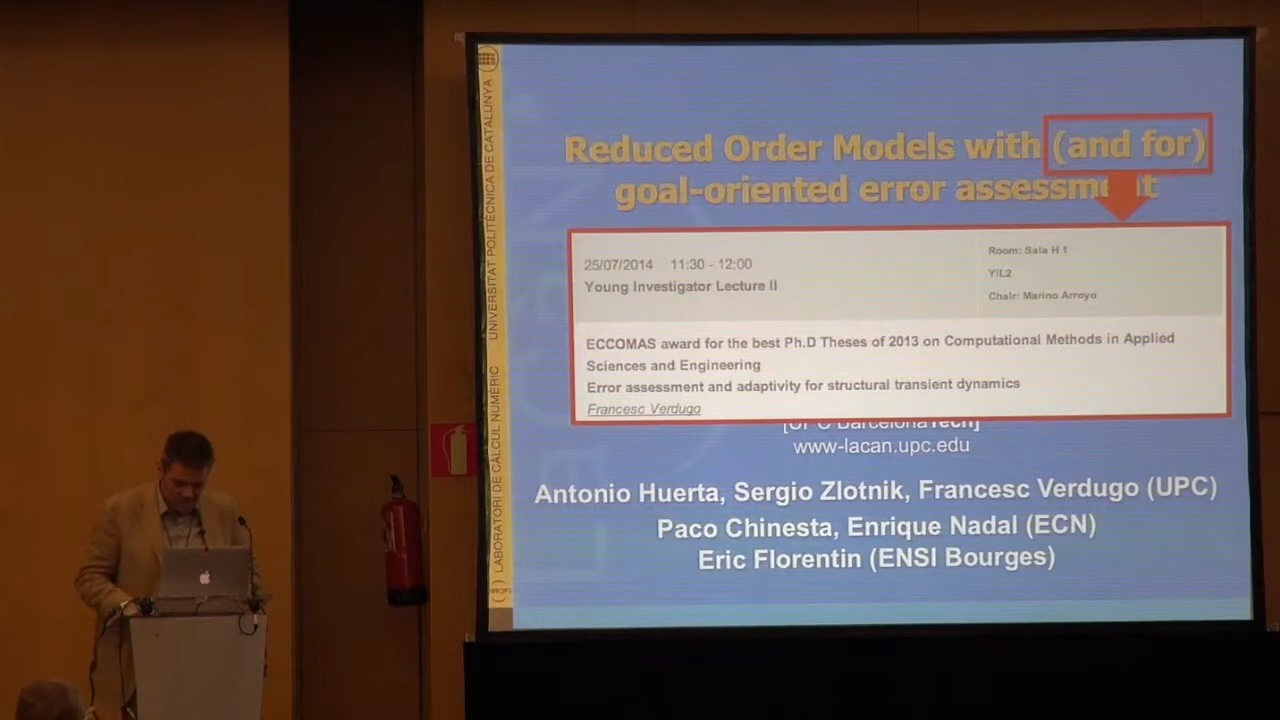 Reduced Order Models with (and for)
goal-oriented error assessment
25/07/2014 11:30 - 12:00
Young Investigator Lecture II
Room: Sala H 1
YIL2
Chair: Marino Arroyo
ECCOMAS award for the best Ph.D Theses of 2013 on Computational Methods in Applied
Sciences and Engineering
Error assessment and adaptivity for structural transient dynamics
Francesc Verdugo
[UPC BarcelonaTech]
www-lacan.upc.edu
Antonio Huerta, Sergio Zlotnik, Francesc Verdugo (UPC)
Paco Chinesta, Enrique Nadal (ECN)
Eric Florentin (ENSI Bourges)
LABORATORI DE CÀLCUL NUMÈRIC
UNIVERSITAT POLITÈCNICA DE CATALUNYA